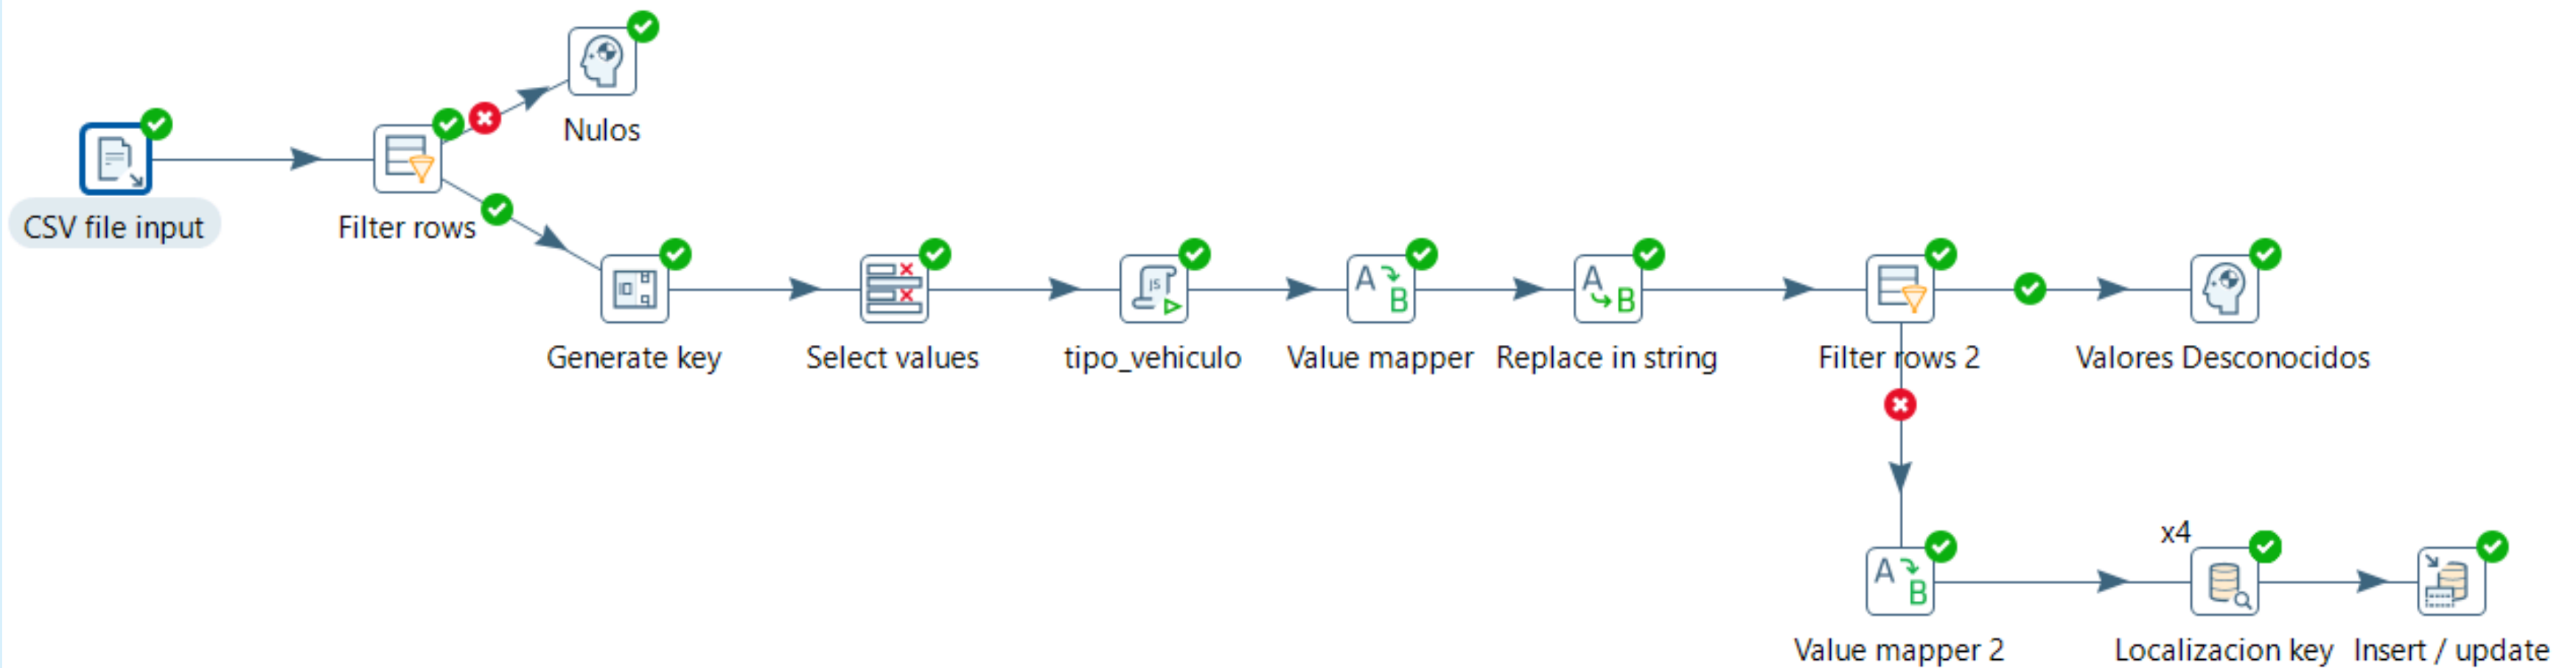 Nulos
CSV file input
Filter rows
Generate key
Select values
tipo_vehiculo
Value mapper
Replace in string
Filter rows 2
Valores Desconocidos
x4
Value mapper 2
Localizacion key
Insert / update